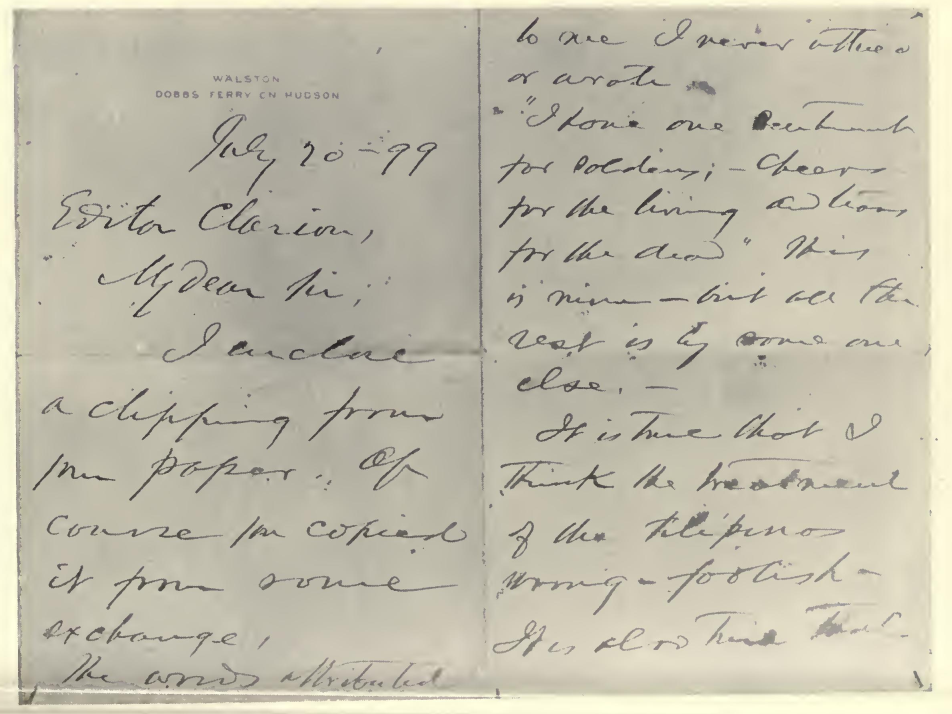 WALSTON
DOBBS FERRY ON HUDSON
July 20-99
Editor Clarion,
My dear Sir;
I enclose
a clipping from
your paper. Of
course you copied
it from some
exchange,
The words attributed
to me I never uttered
or wrote
"I have one sentiment
for soldiers; - Cheers
for the living and tears
for the dead" This
is mine - but all the
rest is by some one
else. -
It is true that I
think the treatment
of the Filipinos
wrong - foolish -
It is also true that